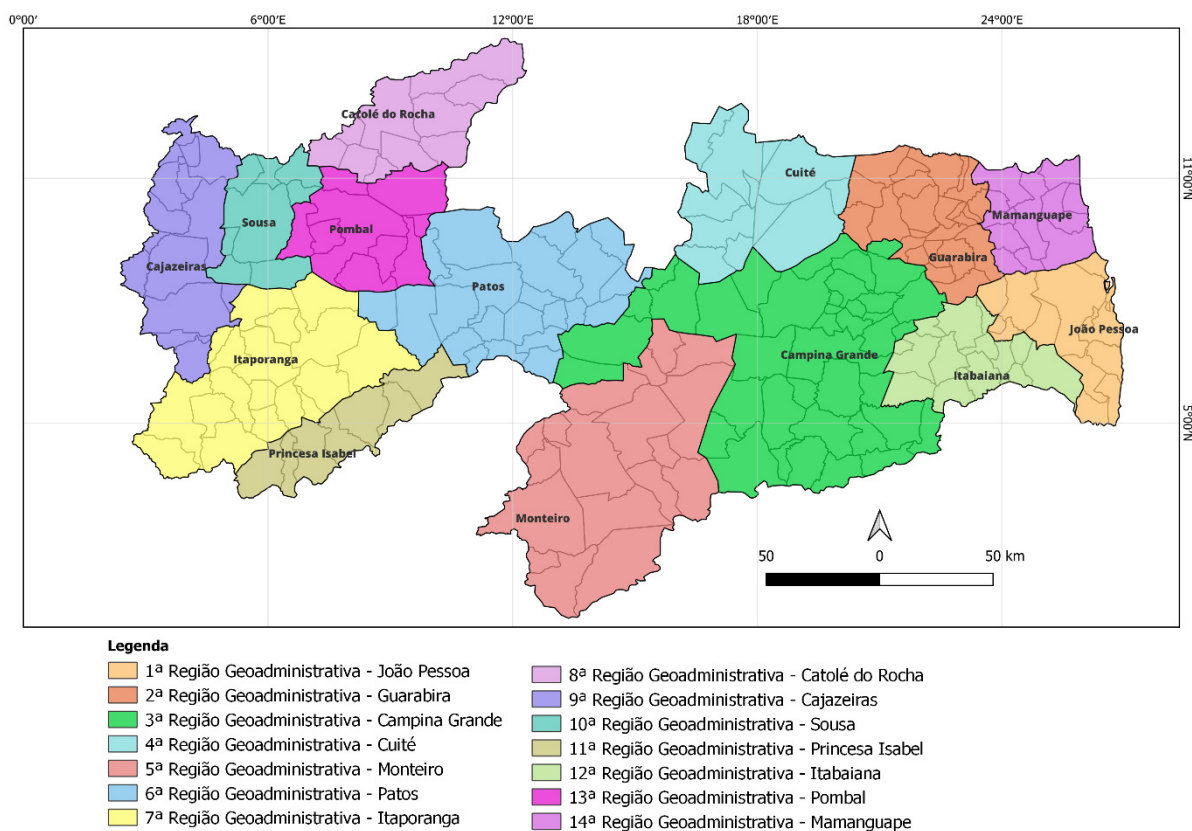 0°00′
6°00′E
12°00′E
18°00′E
24°00′E
Catolé do Rocha
11°00′N
Cuité
Mamanguape
Sousa
Pombal
Guarabira
Cajazeiras
Patos
João Pessoa
Itaporanga
Campina Grande
Itabaiana
5°00′N
Princesa Isabel
Monteiro
50
0
50 km
Legenda
1ª Região Geoadministrativa - João Pessoa
2ª Região Geoadministrativa - Guarabira
3ª Região Geoadministrativa - Campina Grande
4ª Região Geoadministrativa - Cuité
5ª Região Geoadministrativa - Monteiro
6ª Região Geoadministrativa - Patos
7ª Região Geoadministrativa - Itaporanga
8ª Região Geoadministrativa - Catolé do Rocha
9ª Região Geoadministrativa - Cajazeiras
10ª Região Geoadministrativa - Sousa
11ª Região Geoadministrativa - Princesa Isabel
12ª Região Geoadministrativa - Itabaiana
13ª Região Geoadministrativa - Pombal
14ª Região Geoadministrativa - Mamanguape